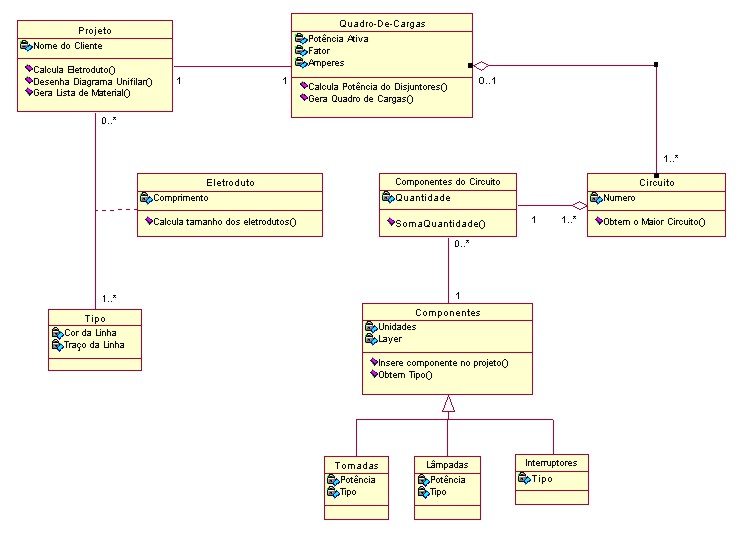 Projeto
Nome do Cliente
Calcula Eletroduto()
Desenha Diagrama Unifilar()
Gera Lista de Material()
1
1
Quadro-De-Cargas
Potência Ativa
Fator
Amperes
Calcula Potência do Disjuntores()
Gera Quadro de Cargas()
0..1
0..*
1..*
Eletroduto
Comprimento
Calcula tamanho dos eletrodutos()
Componentes do Circuito
Quantidade
SomaQuantidade()
1
1..*
Circuito
Numero
Obtem o Maior Circuito()
0..*
1..*
1
Tipo
Cor da Linha
Traço da Linha
Componentes
Unidades
Layer
Insere componente no projeto()
Obtem Tipo()
Tomadas
Potência
Tipo
Lâmpadas
Potência
Tipo
Interruptores
Tipo